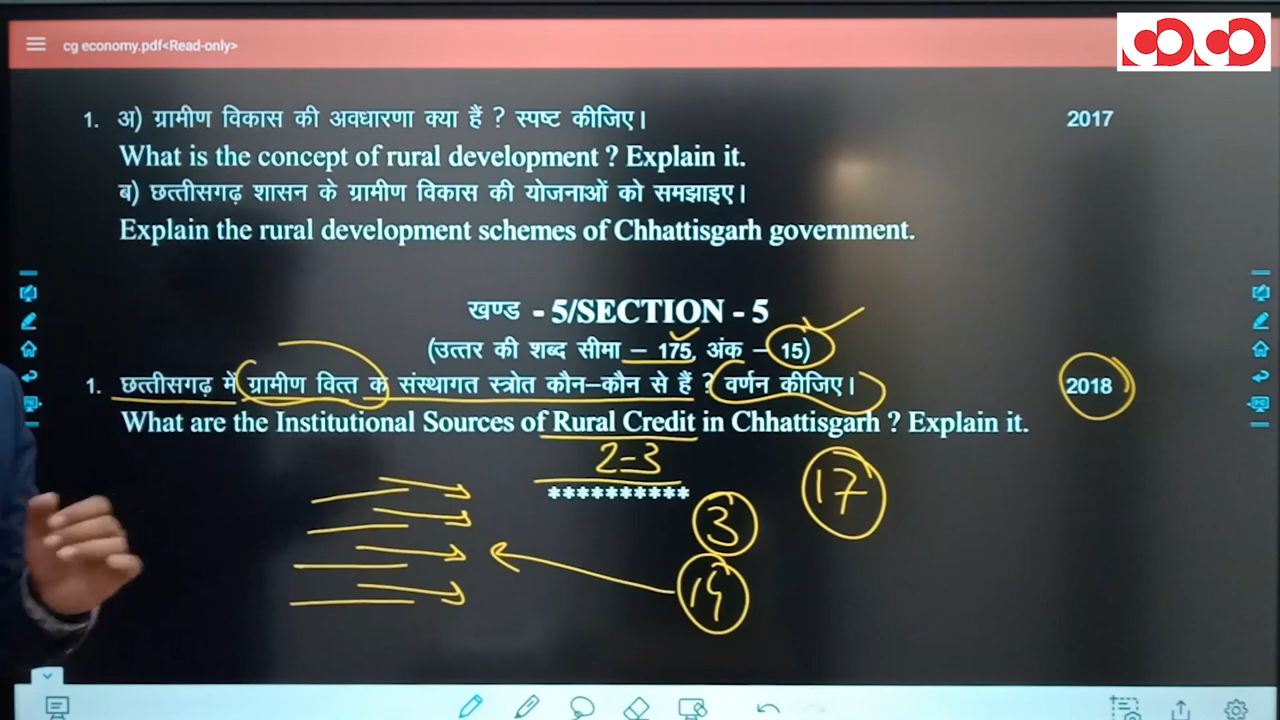 cg economy.pdf<Read-only>
1. अ) ग्रामीण विकास की अवधारणा क्या हैं ? स्पष्ट कीजिए। 2017
What is the concept of rural development ? Explain it.
ब) छत्तीसगढ़ शासन के ग्रामीण विकास की योजनाओं को समझाइए।
Explain the rural development schemes of Chhattisgarh government.
खण्ड - 5/SECTION - 5
(उत्तर की शब्द सीमा – 175, अंक – 15)
1. छत्तीसगढ़ में ग्रामीण वित्त के संस्थागत स्त्रोत कौन–कौन से हैं ? वर्णन कीजिए। 2018
What are the Institutional Sources of Rural Credit in Chhattisgarh ? Explain it.
2-3
**********
17
3